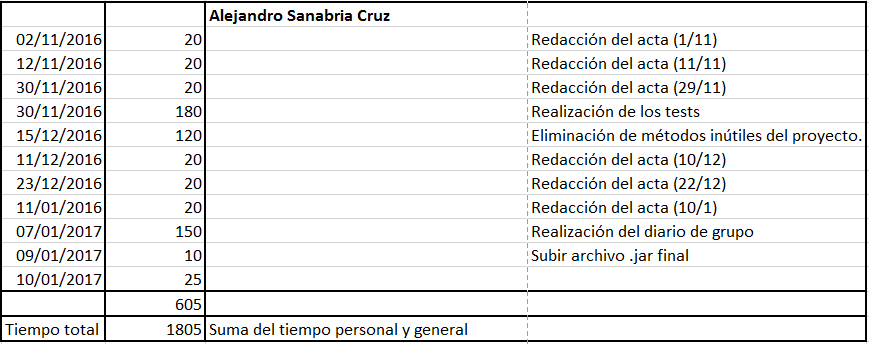 Alejandro Sanabria Cruz
02/11/2016 20 Redacción del acta (1/11)
12/11/2016 20 Redacción del acta (11/11)
30/11/2016 20 Redacción del acta (29/11)
30/11/2016 180 Realización de los tests
15/12/2016 120 Eliminación de métodos inútiles del proyecto.
11/12/2016 20 Redacción del acta (10/12)
23/12/2016 20 Redacción del acta (22/12)
11/01/2016 20 Redacción del acta (10/1)
07/01/2017 150 Realización del diario de grupo
09/01/2017 10 Subir archivo .jar final
10/01/2017 25
605
Tiempo total 1805 Suma del tiempo personal y general